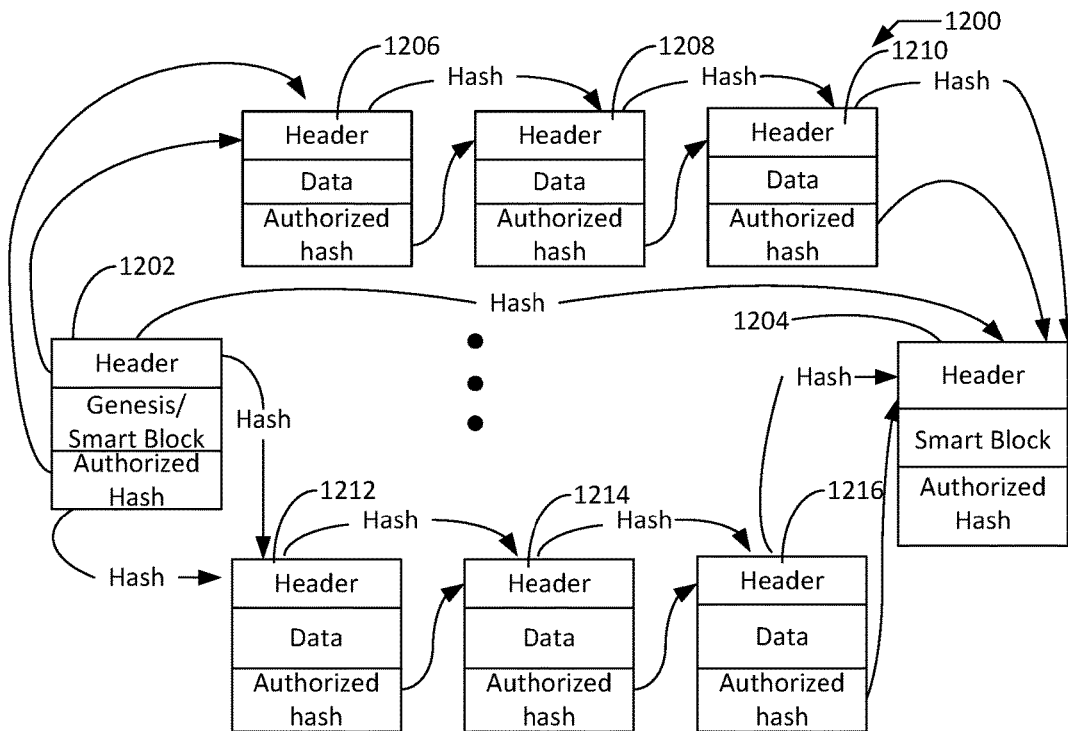 1206
1208
1200
1210
Hash
Hash
Hash
Header
Data
Authorized
hash
Header
Data
Authorized
hash
Header
Data
Authorized
hash
1202
Hash
1204
Header
Genesis/
Smart Block
Authorized
Hash
Hash
Hash
Header
Smart Block
Authorized
Hash
1212
1214
1216
Hash
Hash
Hash
Header
Data
Authorized
hash
Header
Data
Authorized
hash
Header
Data
Authorized
hash